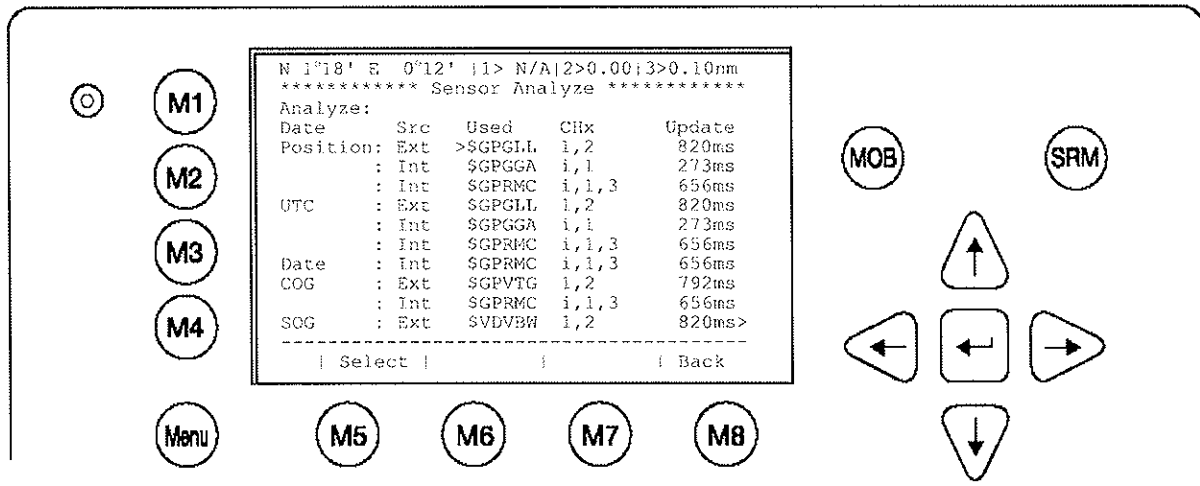 N 1°18' E 0°12' |1> N/A|2>0.00|3>0.10nm
************ Sensor Analyze ************
Analyze:
Date Src Used CHx Update
Position: Ext >$GPGLL 1,2 820ms
: Int $GPGGA i,1 273ms
: Int $GPRMC i,1,3 656ms
UTC : Ext $GPGLL 1,2 820ms
: Int $GPGGA i,1 273ms
: Int $GPRMC i,1,3 656ms
Date : Int $GPRMC i,1,3 656ms
COG : Ext $GPVTG 1,2 792ms
: Int $GPRMC i,1,3 656ms
SOG : Ext $VDVBW 1,2 820ms>
------------------------------------------------
| Select | | | Back
M1
M2
M3
M4
Menu
M5
M6
M7
M8
MOB
SRM